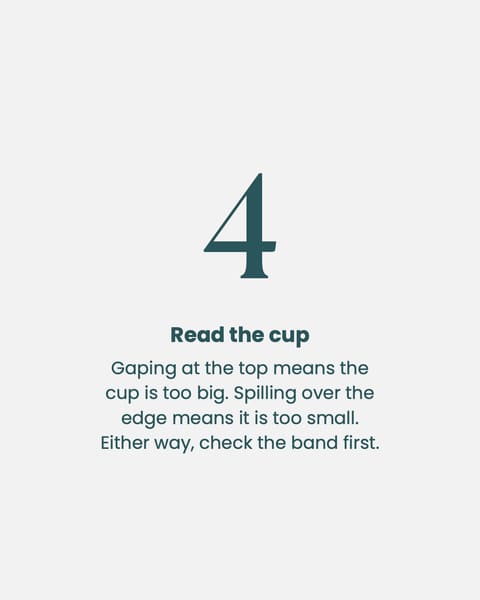 4
Read the cup
Gaping at the top means the
cup is too big. Spilling over the
edge means it is too small.
Either way, check the band first.